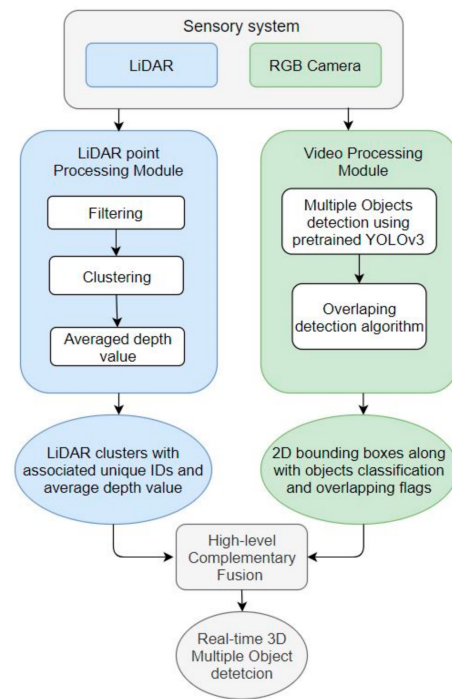 Sensory system
LiDAR
RGB Camera
LiDAR point
Processing Module
Filtering
Clustering
Averaged depth
value
Video Processing
Module
Multiple Objects
detection using
pretrained YOLOv3
Overlaping
detection algorithm
LiDAR clusters with
associated unique IDs and
average depth value
2D bounding boxes along
with objects classification
and overlapping flags
High-level
Complementary
Fusion
Real-time 3D
Multiple Object
detetcion